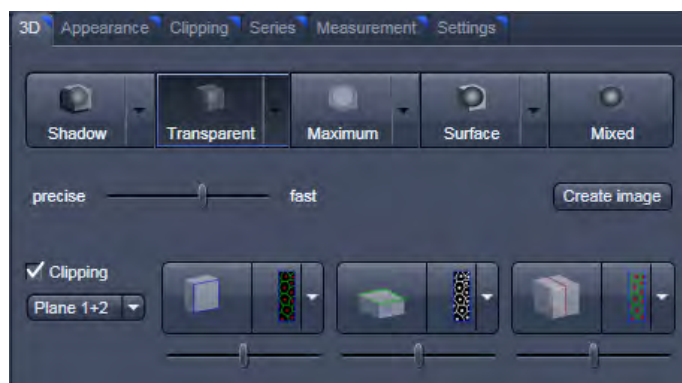 3D Appearance Clipping Series Measurement Settings
Shadow Transparent Maximum Surface Mixed
precise fast Create image
Clipping
Plane 1+2